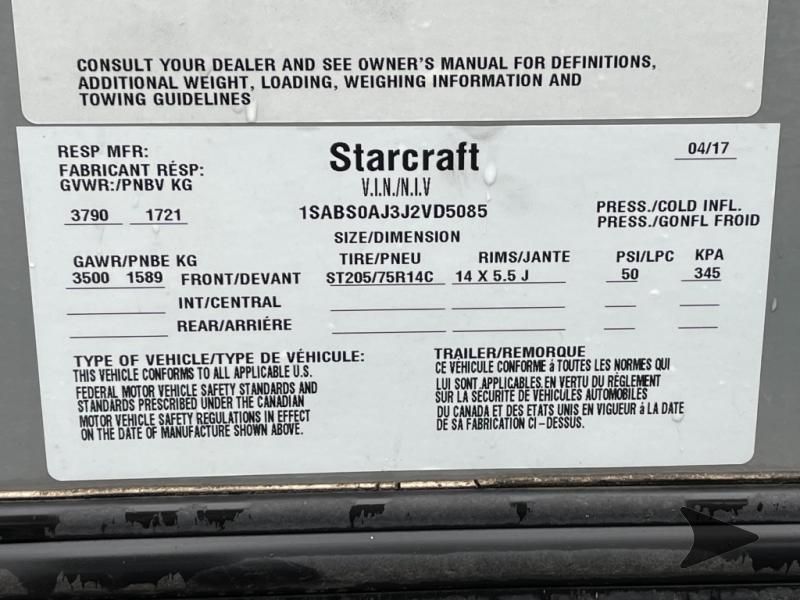 CONSULT YOUR DEALER AND SEE OWNER'S MANUAL FOR DEFINITIONS,
ADDITIONAL WEIGHT, LOADING, WEIGHING INFORMATION AND
TOWING GUIDELINES
RESP MFR: Starcraft 04/17
FABRICANT RÉSP:
GVWR:/PNBV KG V.I.N./N.I.V
3790 1721 1SABS0AJ3J2VD5085 PRESS./COLD INFL.
PRESS./GONFL FROID
SIZE/DIMENSION
GAWR/PNBE KG TIRE/PNEU RIMS/JANTE PSI/LPC KPA
3500 1589 FRONT/DEVANT ST205/75R14C 14 X 5.5 J 50 345
INT/CENTRAL
REAR/ARRIÉRE
TYPE OF VEHICLE/TYPE DE VÉHICULE: TRAILER/REMORQUE
THIS VEHICLE CONFORMS TO ALL APPLICABLE U.S.
FEDERAL MOTOR VEHICLE SAFETY STANDARDS AND
STANDARDS PRESCRIBED UNDER THE CANADIAN
MOTOR VEHICLE SAFETY REGULATIONS IN EFFECT
ON THE DATE OF MANUFACTURE SHOWN ABOVE.
CE VÉHICULE CONFORME à TOUTES LES NORMES QUI
LUI SONT APPLICABLES EN VERTU DU RÈGLEMENT
SUR LA SÉCURITÉ DE VÉHICULES AUTOMOBILES
DU CANADA ET DES ETATS UNIS EN VIGUEUR à LA DATE
DE SA FABRICATION CI-DESSUS.